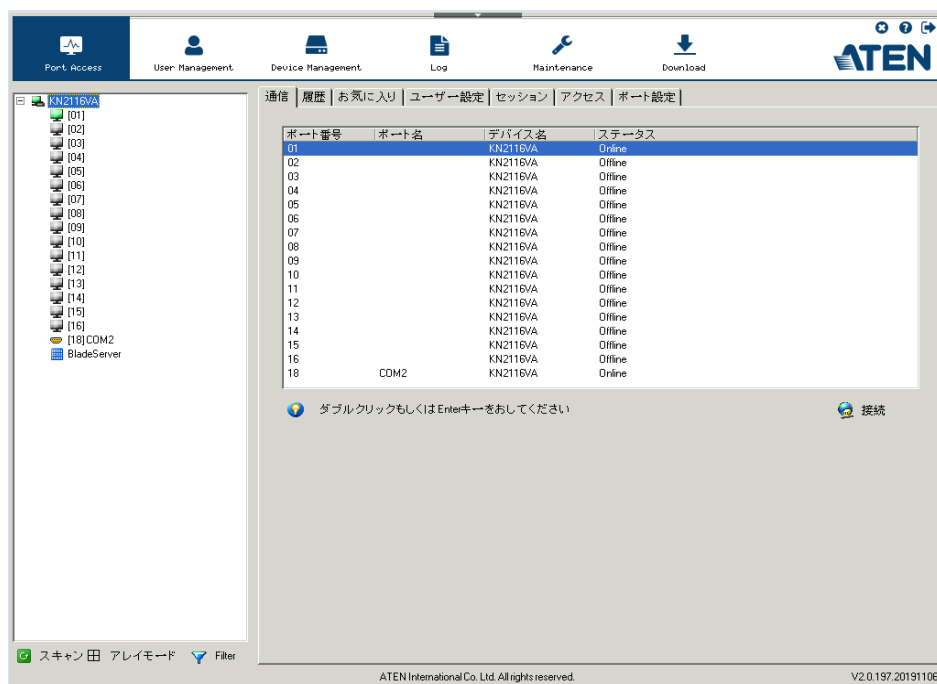 Port Access
User Management
Device Management
Log
Maintenance
Download
ATEN
KN2116VA
[01]
[02]
[03]
[04]
[05]
[06]
[07]
[08]
[09]
[10]
[11]
[12]
[13]
[14]
[15]
[16]
[18]COM2
BladeServer
スキャン アレイモード Filter
通信 履歴 お気に入り ユーザー設定 セッション アクセス ポート設定
ポート番号 ポート名 デバイス名 ステータス
01 KN2116VA Online
02 KN2116VA Offline
03 KN2116VA Offline
04 KN2116VA Offline
05 KN2116VA Offline
06 KN2116VA Offline
07 KN2116VA Offline
08 KN2116VA Offline
09 KN2116VA Offline
10 KN2116VA Offline
11 KN2116VA Offline
12 KN2116VA Offline
13 KN2116VA Offline
14 KN2116VA Offline
15 KN2116VA Offline
16 KN2116VA Offline
18 COM2 KN2116VA Online
ダブルクリックもしくはEnterキーをおしてください
接続
ATEN International Co. Ltd. All rights reserved.
V2.0.197.20191106